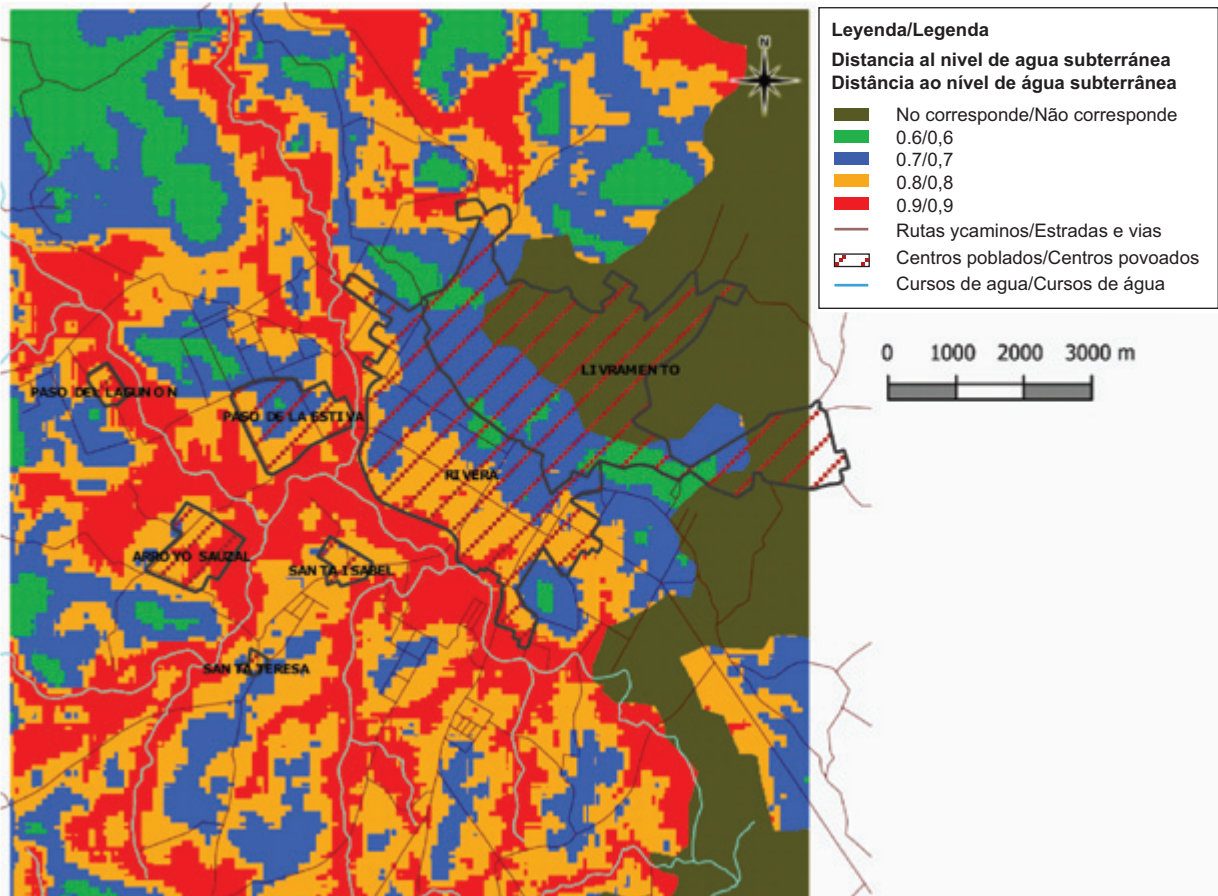 Leyenda/Legenda
Distancia al nivel de agua subterránea
Distância ao nível de água subterrânea
No corresponde/Não corresponde
0.6/0,6
0.7/0,7
0.8/0,8
0.9/0,9
Rutas ycaminos/Estradas e vias
Centros poblados/Centros povoados
Cursos de agua/Cursos de água
N
0 1000 2000 3000 m
LIVRAMENTO
PASO DEL LAGUNON
PASO DE LA ESTIVA
RIVERA
ARROYO SAUZAL
SANTA ISABEL
SANTA TERESA